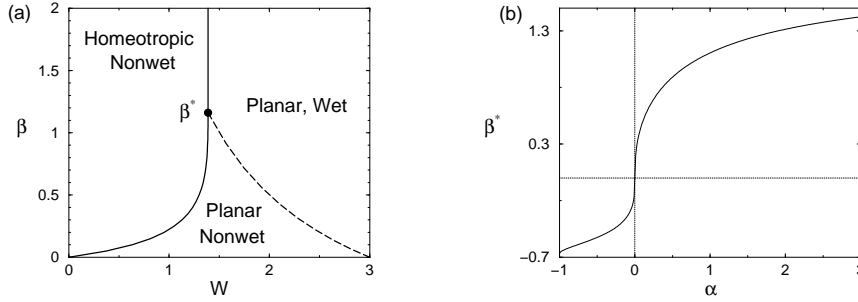 (a)
2
1.5
1
0.5
0
β
Homeotropic
Nonwet
β*
Planar, Wet
Planar
Nonwet
0 1 2 3
W
(b)
1.3
0.3
-0.7
β*
-1 0 1 2 3
α